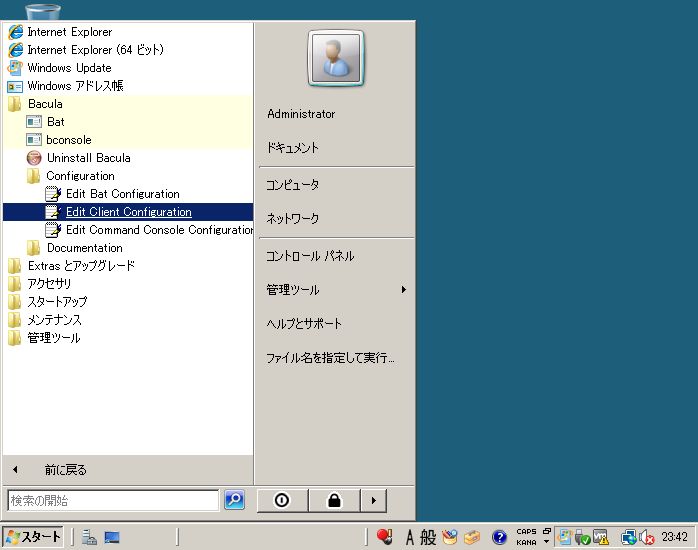 Internet Explorer
Internet Explorer (64 ビット)
Windows Update
Windows アドレス帳
Bacula
Bat
bconsole
Uninstall Bacula
Configuration
Edit Bat Configuration
Edit Client Configuration
Edit Command Console Configuration
Documentation
Extras とアップグレード
アクセサリ
スタートアップ
メンテナンス
管理ツール
前に戻る
検索の開始
Administrator
ドキュメント
コンピュータ
ネットワーク
コントロール パネル
管理ツール
ヘルプとサポート
ファイル名を指定して実行...
スタート
A 般
CAPS
KANA
23:42